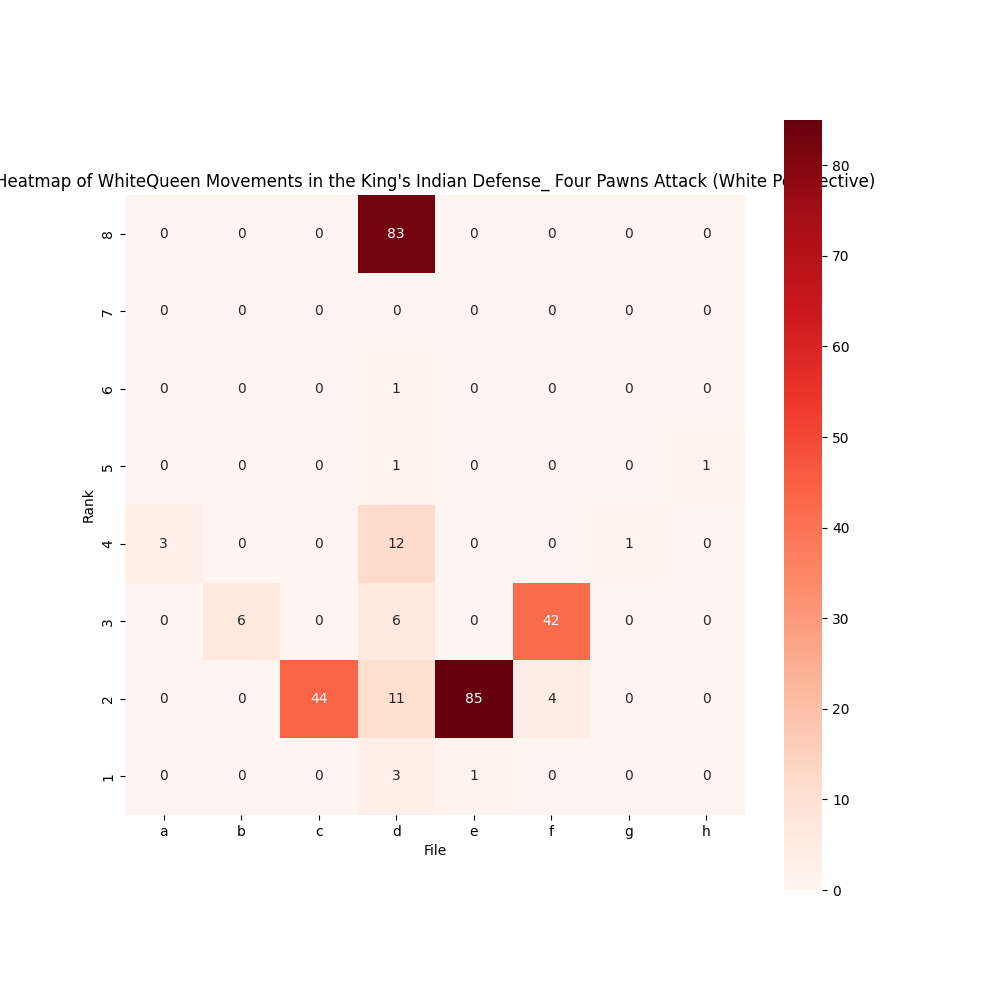 Heatmap of WhiteQueen Movements in the King's Indian Defense_ Four Pawns Attack (White Perspective)
8 0 0 0 83 0 0 0 0
7 0 0 0 0 0 0 0 0
6 0 0 0 1 0 0 0 0
5 0 0 0 1 0 0 0 1
Rank
4 3 0 0 12 0 0 1 0
3 0 6 0 6 0 42 0 0
2 0 0 44 11 85 4 0 0
1 0 0 0 3 1 0 0 0
a b c d e f g h
File
80
70
60
50
40
30
20
10
0